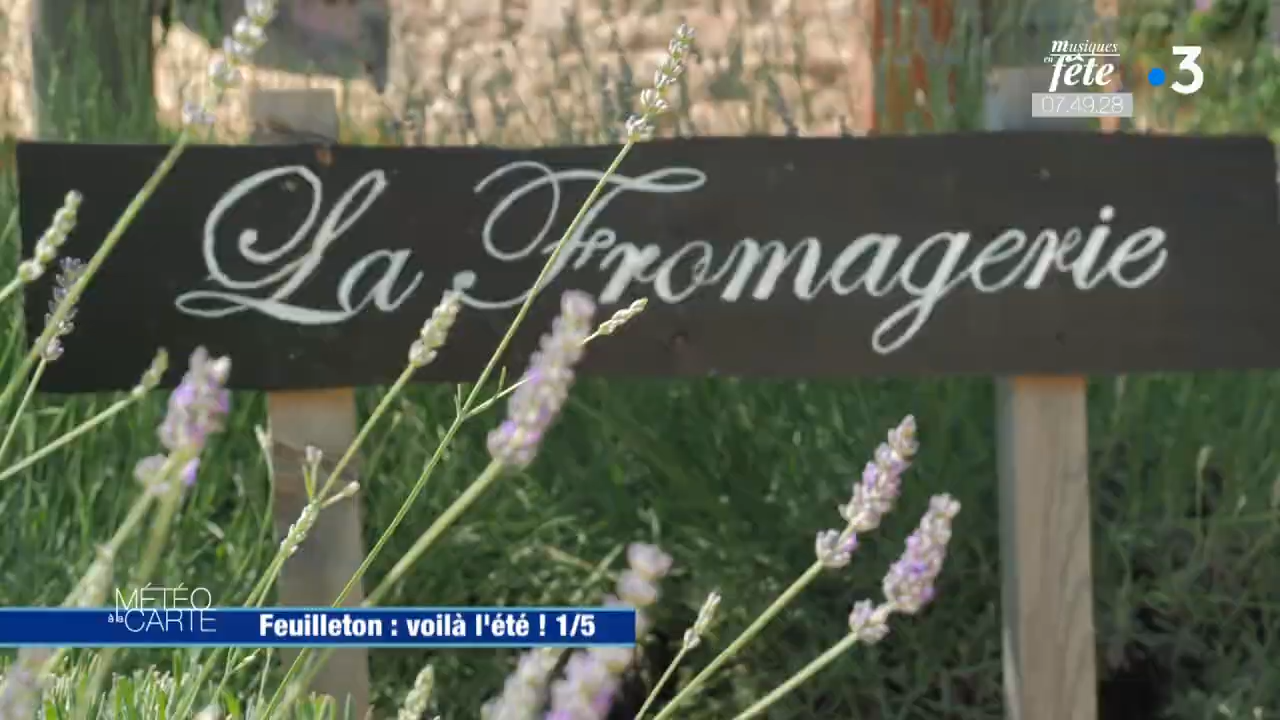 musiques
en fête
3
07.49.28
La Fromagerie
MÉTÉO
à la CARTE
Feuilleton : voilà l'été ! 1/5